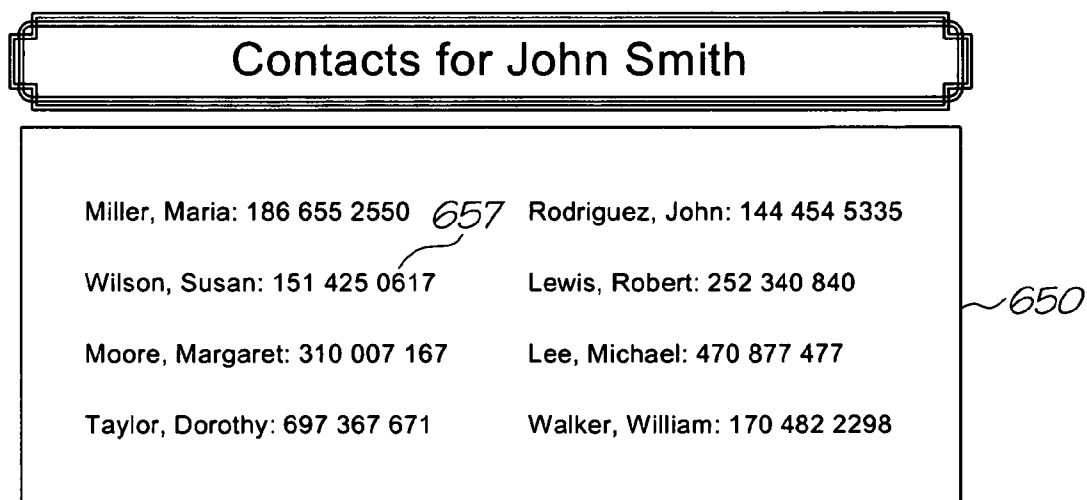 Contacts for John Smith
Miller, Maria: 186 655 2550 657 Rodriguez, John: 144 454 5335
Wilson, Susan: 151 425 0617 Lewis, Robert: 252 340 840
650
Moore, Margaret: 310 007 167 Lee, Michael: 470 877 477
Taylor, Dorothy: 697 367 671 Walker, William: 170 482 2298